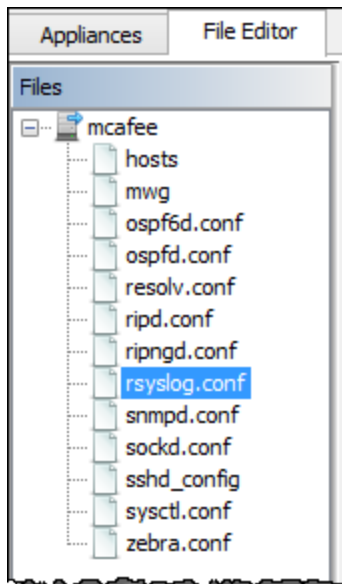 Appliances
File Editor
Files
mcafee
hosts
mwg
ospf6d.conf
ospfd.conf
resolv.conf
ripd.conf
ripngd.conf
rsyslog.conf
snmpd.conf
sockd.conf
sshd_config
sysctl.conf
zebra.conf